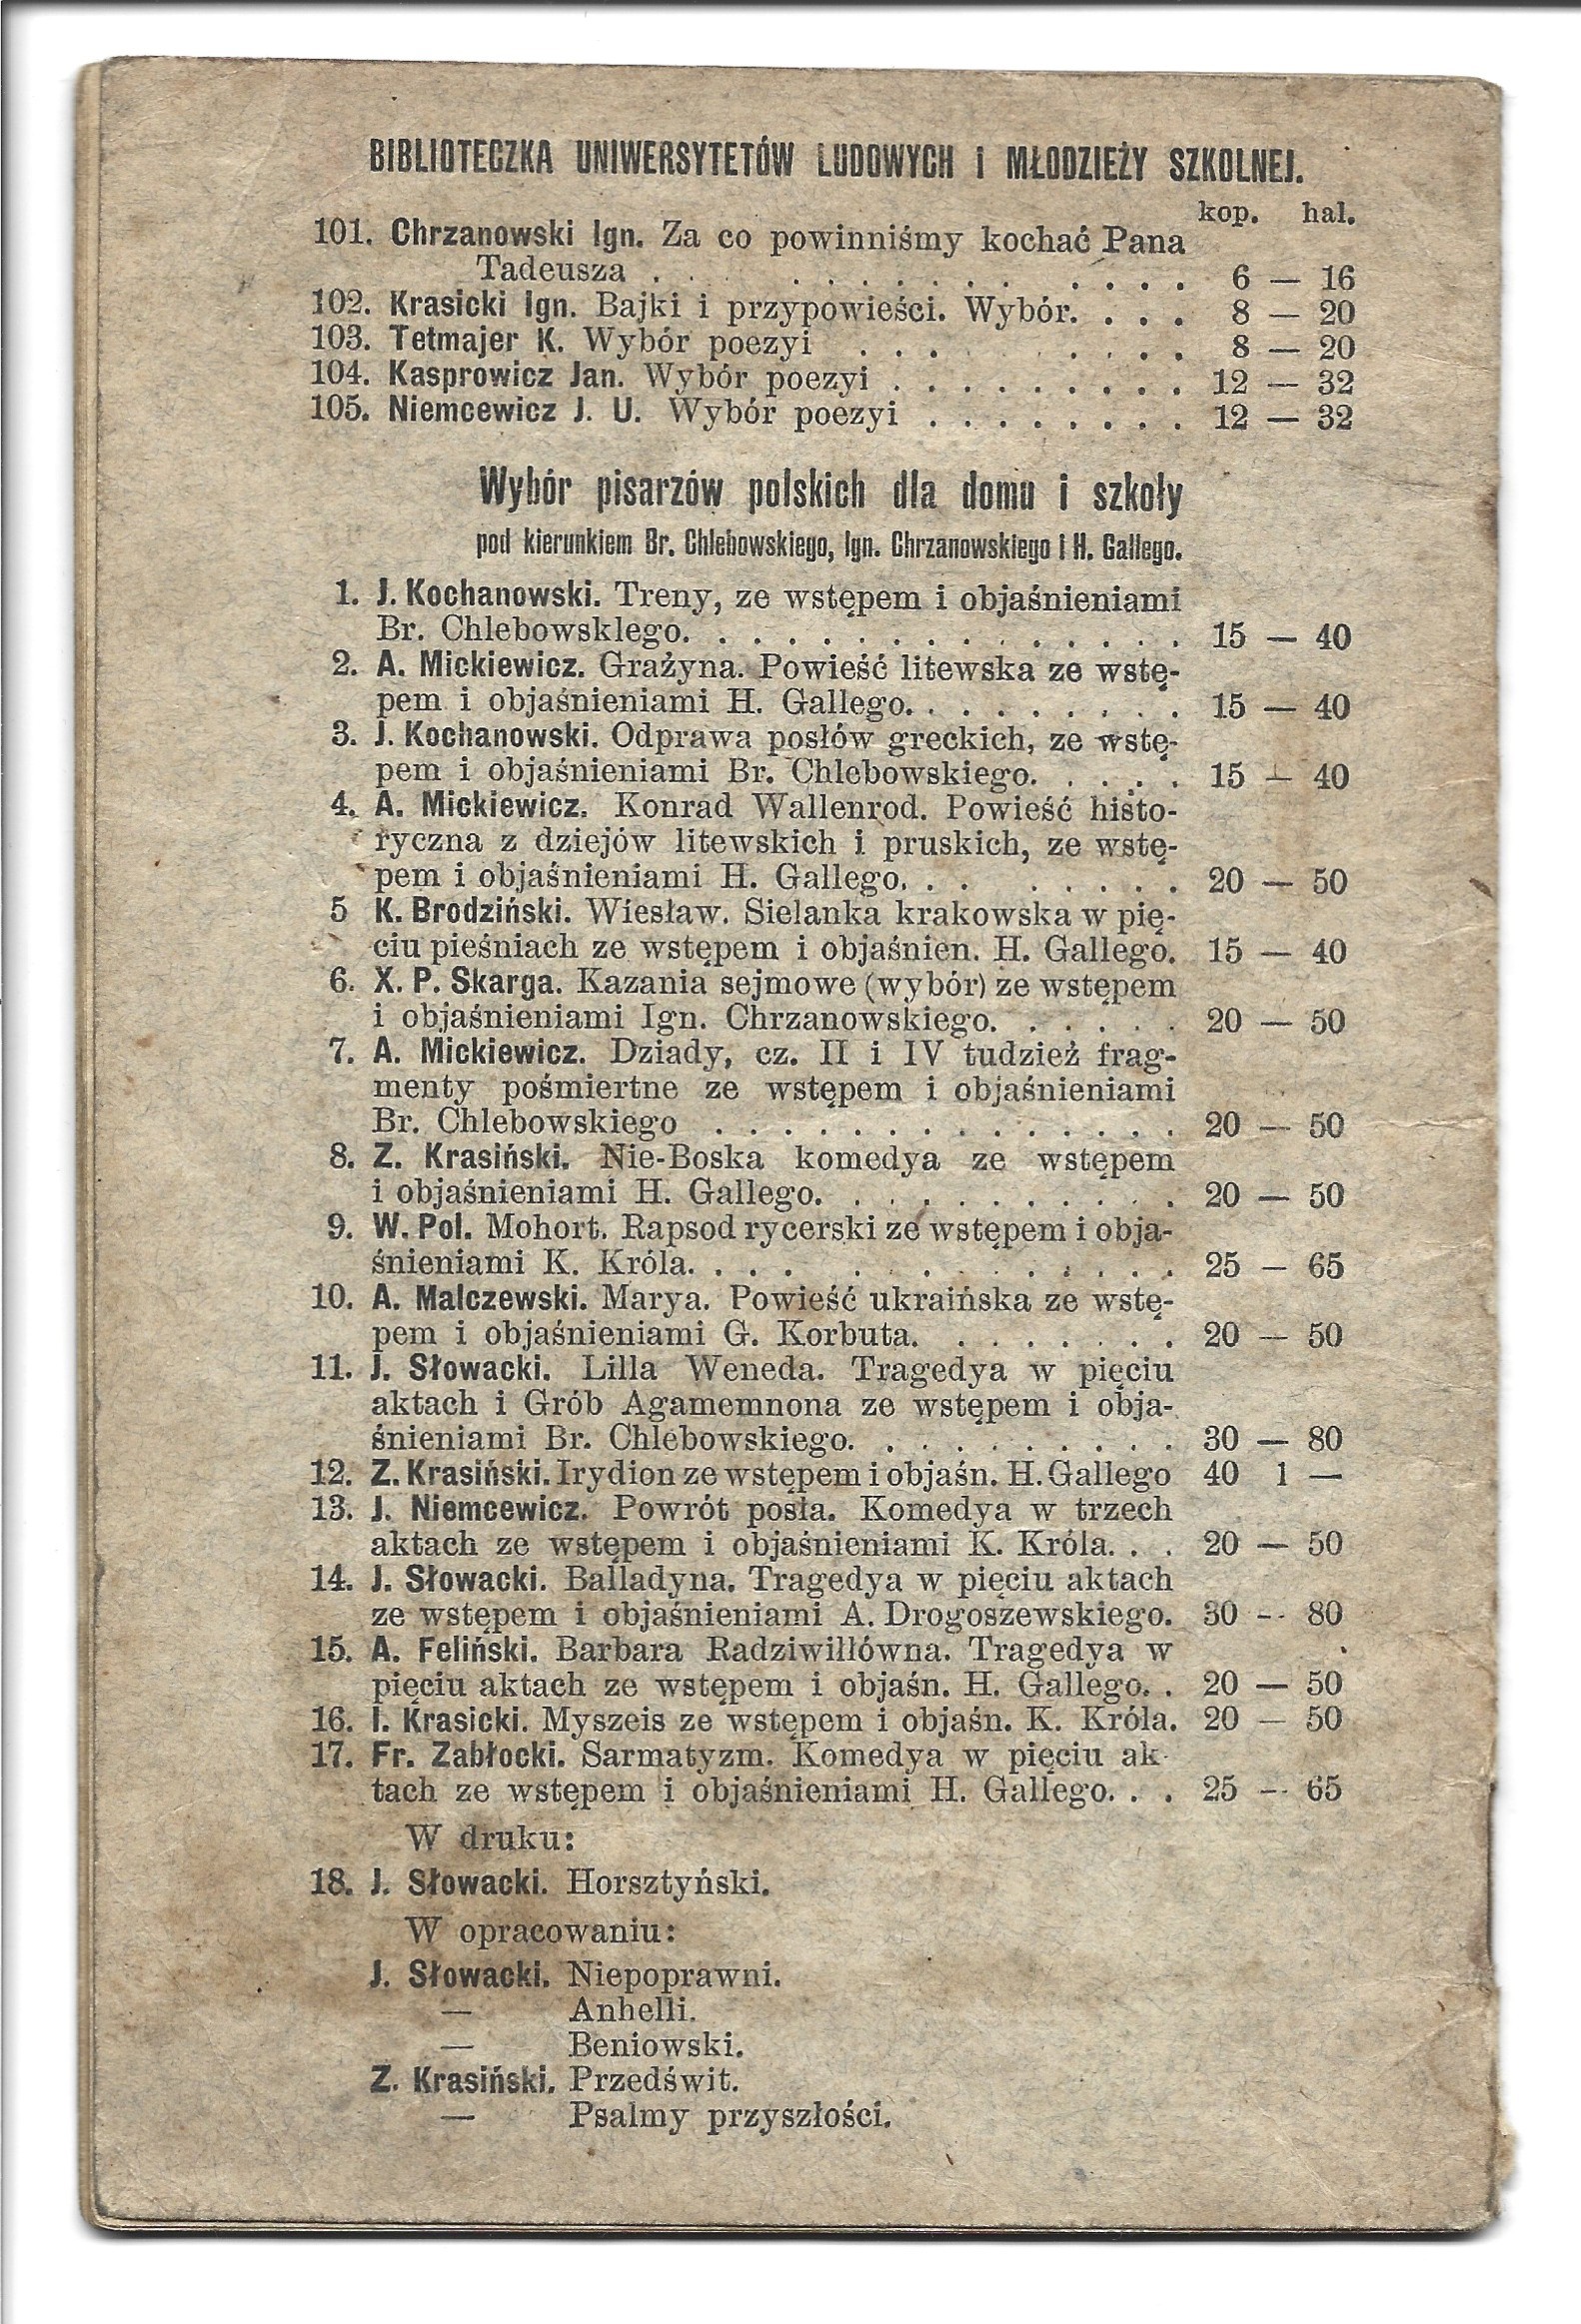 BIBLIOTECZKA UNIWERSYTETÓW LUDOWYCH i MŁODZIEŻY SZKOLNEJ.
kop. hal.
101. Chrzanowski Ign. Za co powinniśmy kochać Pana
Tadeusza . . . . . . . . . . . . 6 — 16
102. Krasicki Ign. Bajki i przypowieści. Wybór. . . . 8 — 20
103. Tetmajer K. Wybór poezyi . . . . . . . 8 — 20
104. Kasprowicz Jan. Wybór poezyi . . . . . . . . . 12 — 32
105. Niemcewicz J. U. Wybór poezyi . . . . . . . . 12 — 32
Wybór pisarzów polskich dla domu i szkoły
pod kierunkiem Br. Chlebowskiego, Ign. Chrzanowskiego i H. Gallego.
1. J. Kochanowski. Treny, ze wstępem i objaśnieniami
Br. Chlebowsklego. . . . . . . . . . . . . . . 15 — 40
2. A. Mickiewicz. Grażyna. Powieść litewska ze wstę-
pem i objaśnieniami H. Gallego. . . . . . . . . 15 — 40
3. J. Kochanowski. Odprawa posłów greckich, ze wstę-
pem i objaśnieniami Br. Chlebowskiego. . . . . 15 — 40
4. A. Mickiewicz. Konrad Wallenrod. Powieść histo-
ryczna z dziejów litewskich i pruskich, ze wstę-
pem i objaśnieniami H. Gallego. . . . . . . . 20 — 50
5 K. Brodziński. Wiesław. Sielanka krakowska w pię-
ciu pieśniach ze wstępem i objaśnien. H. Gallego. 15 — 40
6. X. P. Skarga. Kazania sejmowe (wybór) ze wstępem
i objaśnieniami Ign. Chrzanowskiego. . . . . . 20 — 50
7. A. Mickiewicz. Dziady, cz. II i IV tudzież frag-
menty pośmiertne ze wstępem i objaśnieniami
Br. Chlebowskiego . . . . . . . . . . . . . . 20 — 50
8. Z. Krasiński. Nie-Boska komedya ze wstępem
i objaśnieniami H. Gallego. . . . . . . . . . . 20 — 50
9. W. Pol. Mohort. Rapsod rycerski ze wstępem i obja-
śnieniami K. Króla. . . . . . . . . . . . . 25 — 65
10. A. Malczewski. Marya. Powieść ukraińska ze wstę-
pem i objaśnieniami G. Korbuta. . . . . . . . 20 — 50
11. J. Słowacki. Lilla Weneda. Tragedya w pięciu
aktach i Grób Agamemnona ze wstępem i obja-
śnieniami Br. Chlebowskiego. . . . . . . . . . 30 — 80
12. Z. Krasiński. Irydion ze wstępem i objaśn. H. Gallego 40 1 —
13. J. Niemcewicz. Powrót posła. Komedya w trzech
aktach ze wstępem i objaśnieniami K. Króla. . . 20 — 50
14. J. Słowacki. Balladyna. Tragedya w pięciu aktach
ze wstępem i objaśnieniami A. Drogoszewskiego. 30 -- 80
15. A. Feliński. Barbara Radziwiłłówna. Tragedya w
pięciu aktach ze wstępem i objaśn. H. Gallego. . 20 — 50
16. I. Krasicki. Myszeis ze wstępem i objaśn. K. Króla. 20 — 50
17. Fr. Zabłocki. Sarmatyzm. Komedya w pięciu ak-
tach ze wstępem i objaśnieniami H. Gallego. . . 25 -- 65
W druku:
18. J. Słowacki. Horsztyński.
W opracowaniu:
J. Słowacki. Niepoprawni.
— Anhelli.
— Beniowski.
Z. Krasiński. Przedświt.
— Psalmy przyszłości.